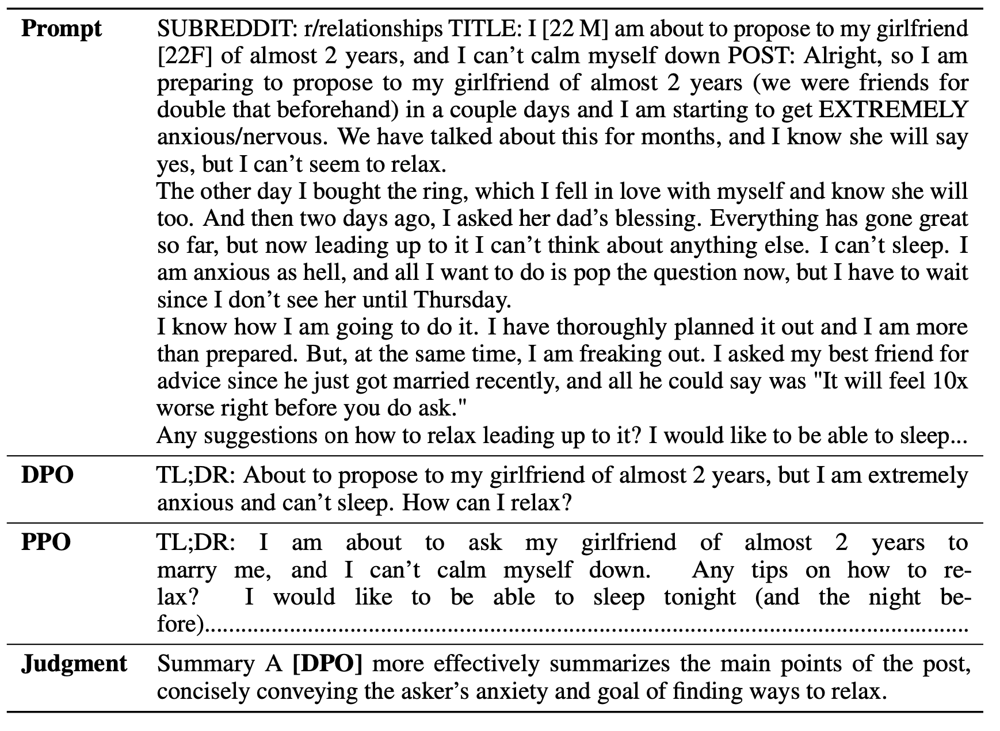 Prompt
SUBREDDIT: r/relationships TITLE: I [22 M] am about to propose to my girlfriend
[22F] of almost 2 years, and I can't calm myself down POST: Alright, so I am
preparing to propose to my girlfriend of almost 2 years (we were friends for
double that beforehand) in a couple days and I am starting to get EXTREMELY
anxious/nervous. We have talked about this for months, and I know she will say
yes, but I can't seem to relax.
The other day I bought the ring, which I fell in love with myself and know she will
too. And then two days ago, I asked her dad's blessing. Everything has gone great
so far, but now leading up to it I can't think about anything else. I can't sleep. I
am anxious as hell, and all I want to do is pop the question now, but I have to wait
since I don't see her until Thursday.
I know how I am going to do it. I have thoroughly planned it out and I am more
than prepared. But, at the same time, I am freaking out. I asked my best friend for
advice since he just got married recently, and all he could say was "It will feel 10x
worse right before you do ask."
Any suggestions on how to relax leading up to it? I would like to be able to sleep...
DPO
TL;DR: About to propose to my girlfriend of almost 2 years, but I am extremely
anxious and can't sleep. How can I relax?
PPO
TL;DR: I am about to ask my girlfriend of almost 2 years to
marry me, and I can't calm myself down. Any tips on how to re-
lax? I would like to be able to sleep tonight (and the night be-
fore)....................................................................................................
Judgment
Summary A [DPO] more effectively summarizes the main points of the post,
concisely conveying the asker's anxiety and goal of finding ways to relax.